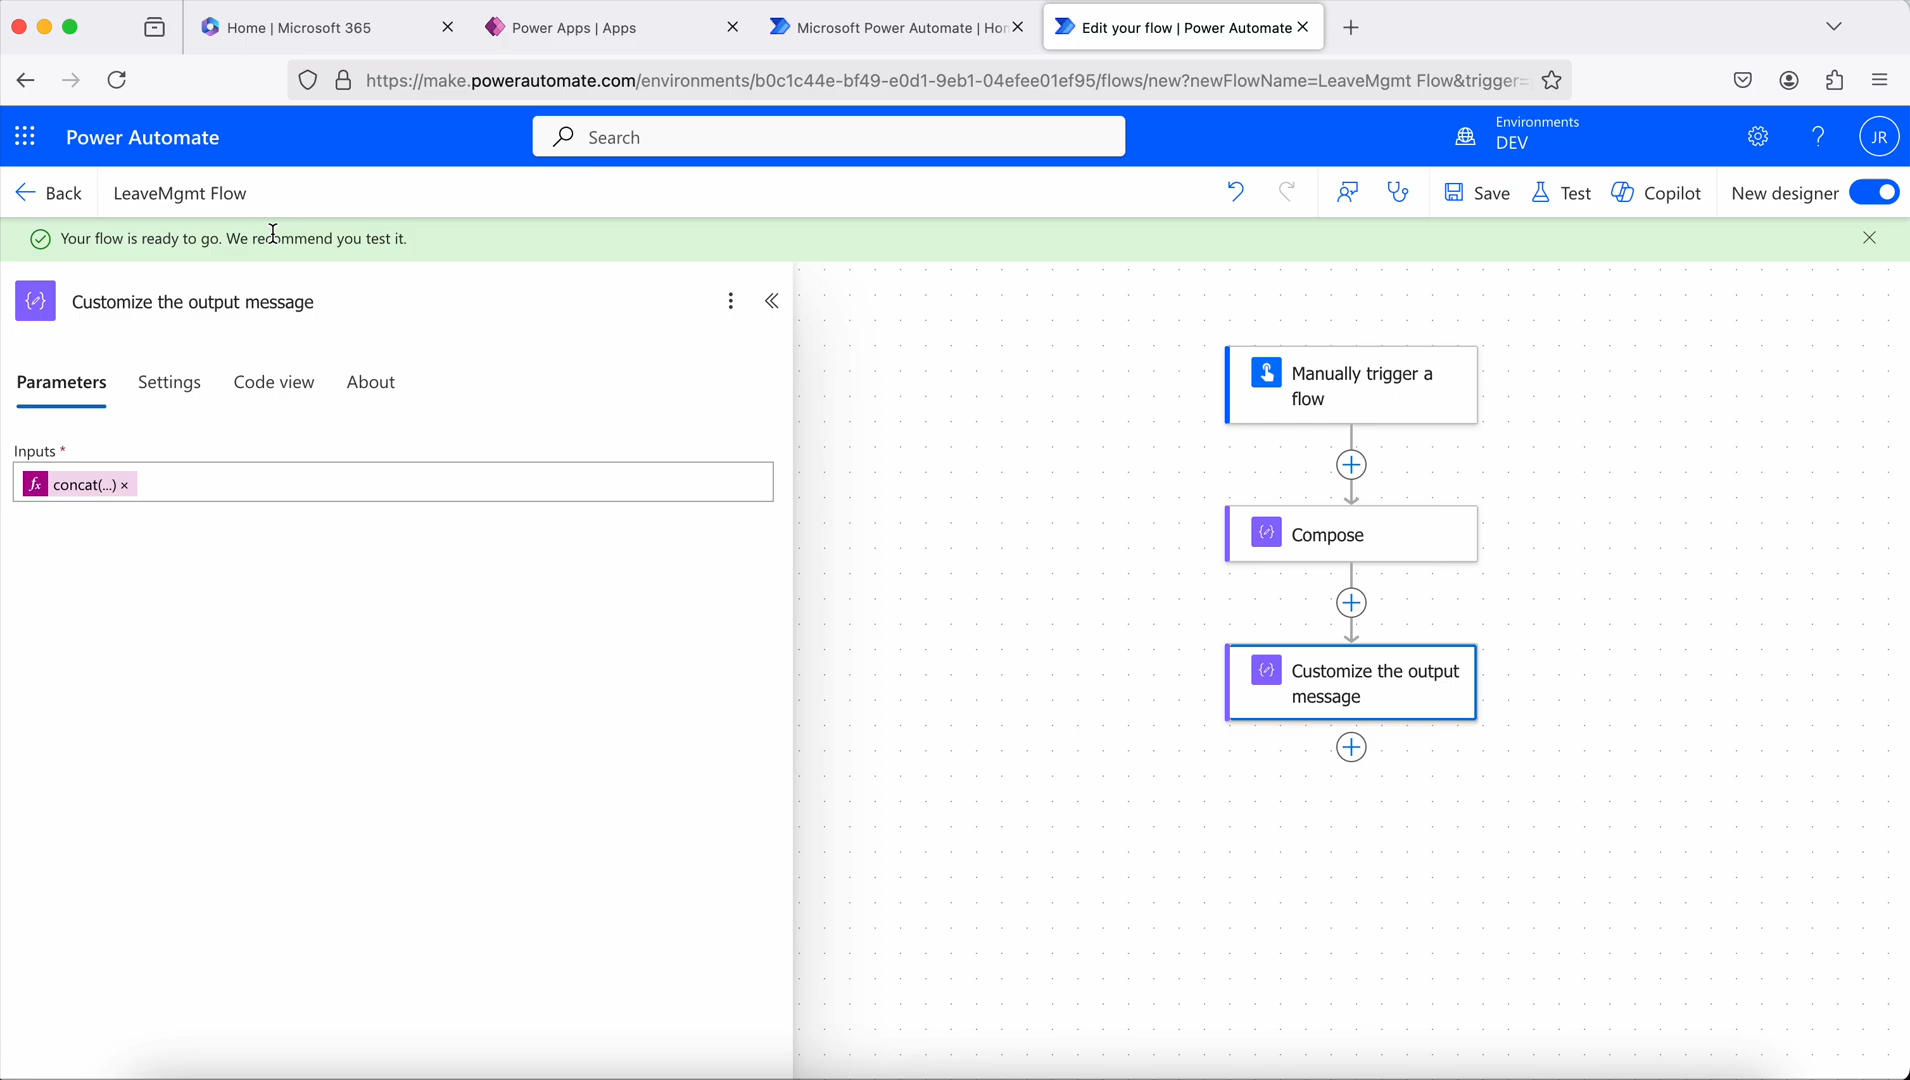 Home | Microsoft 365
Power Apps | Apps
Microsoft Power Automate | Hor
Edit your flow | Power Automate
https://make.powerautomate.com/environments/b0c1c44e-bf49-e0d1-9eb1-04efee01ef95/flows/new?newFlowName=LeaveMgmt Flow&trigger=
Power Automate
Search
Environments
DEV
JR
Back
LeaveMgmt Flow
Save
Test
Copilot
New designer
Your flow is ready to go. We recommend you test it.
Customize the output message
Parameters
Settings
Code view
About
Inputs *
fx concat(...) ×
Manually trigger a
flow
Compose
Customize the output
message